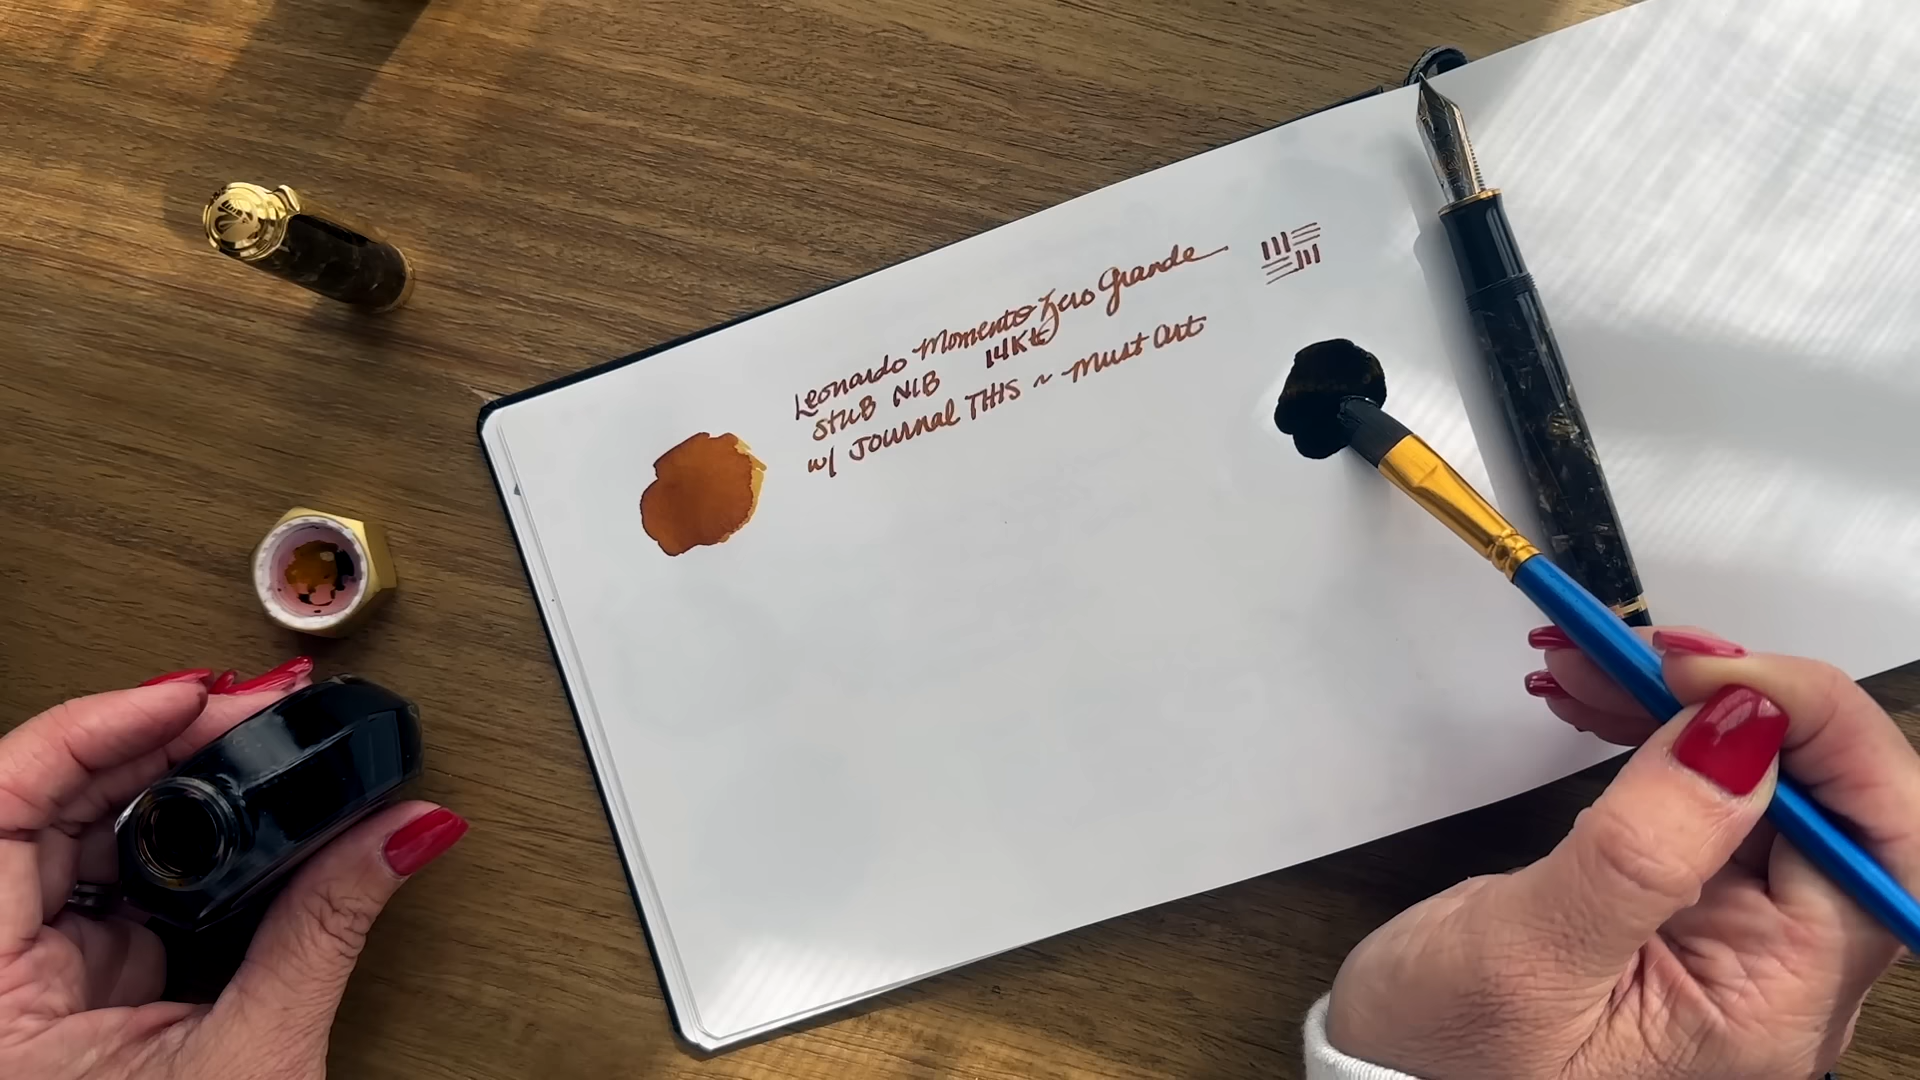 Leonardo Momento Zero Grande
STUB NIB 14Kt
w/ Journal THIS ~ Must Art